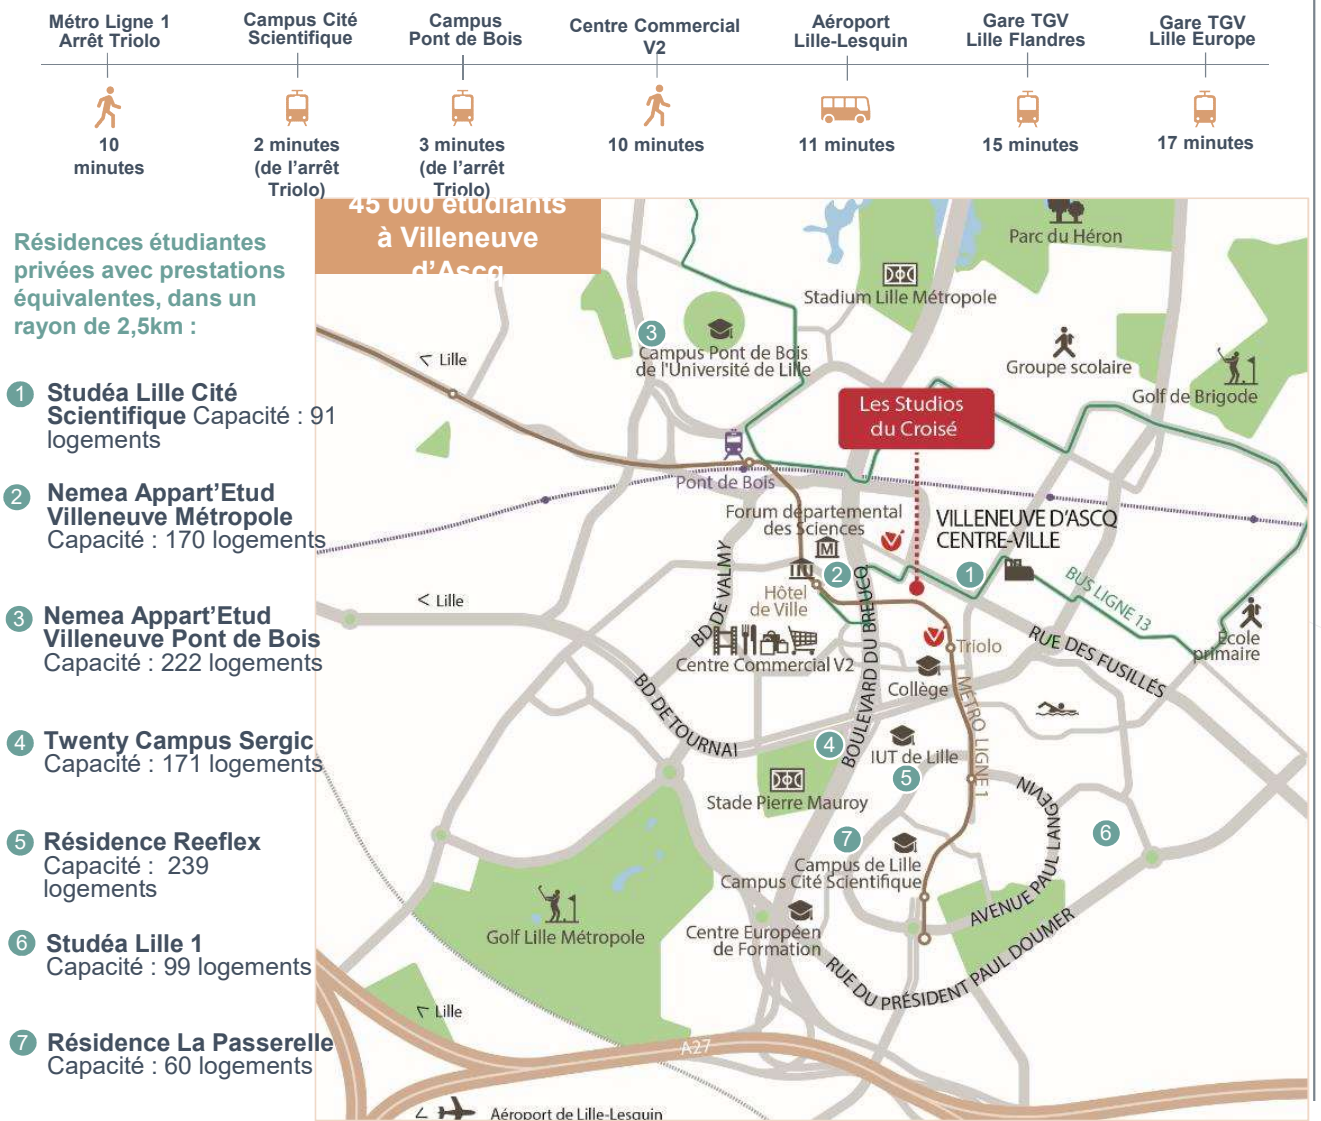 Métro Ligne 1
Arrêt Triolo
Campus Cité
Scientifique
Campus
Pont de Bois
Centre Commercial
V2
Aéroport
Lille-Lesquin
Gare TGV
Lille Flandres
Gare TGV
Lille Europe
10
minutes
2 minutes
(de l'arrêt
Triolo)
3 minutes
(de l'arrêt
Triolo)
10 minutes
11 minutes
15 minutes
17 minutes
45 000 étudiants
à Villeneuve
d'Ascq
Résidences étudiantes
privées avec prestations
équivalentes, dans un
rayon de 2,5km :
1 Studéa Lille Cité
Scientifique Capacité : 91
logements
2 Nemea Appart'Etud
Villeneuve Métropole
Capacité : 170 logements
3 Nemea Appart'Etud
Villeneuve Pont de Bois
Capacité : 222 logements
4 Twenty Campus Sergic
Capacité : 171 logements
5 Résidence Reeflex
Capacité : 239
logements
6 Studéa Lille 1
Capacité : 99 logements
7 Résidence La Passerelle
Capacité : 60 logements
Parc du Héron
Stadium Lille Métropole
3
Campus Pont de Bois
de l'Université de Lille
< Lille
Groupe scolaire
Golf de Brigode
Les Studios
du Croisé
Pont de Bois
Forum départemental
des Sciences
M
VILLENEUVE D'ASCQ
CENTRE-VILLE
2
1
BUS LIGNE 13
Hôtel
de Ville
< Lille
BD DE VALMY
BOULEVARD DU BREUCQ
École
primaire
RUE DES FUSILLÉS
Triolo
Centre Commercial V2
Collège
MÉTRO LIGNE 1
BD DE TOURNAI
4
IUT de Lille
5
Stade Pierre Mauroy
AVENUE PAUL LANGEVIN
6
7
Campus de Lille
Campus Cité Scientifique
Golf Lille Métropole
Centre Européen
de Formation
RUE DU PRÉSIDENT PAUL DOUMER
< Lille
A27
< Aéroport de Lille-Lesquin